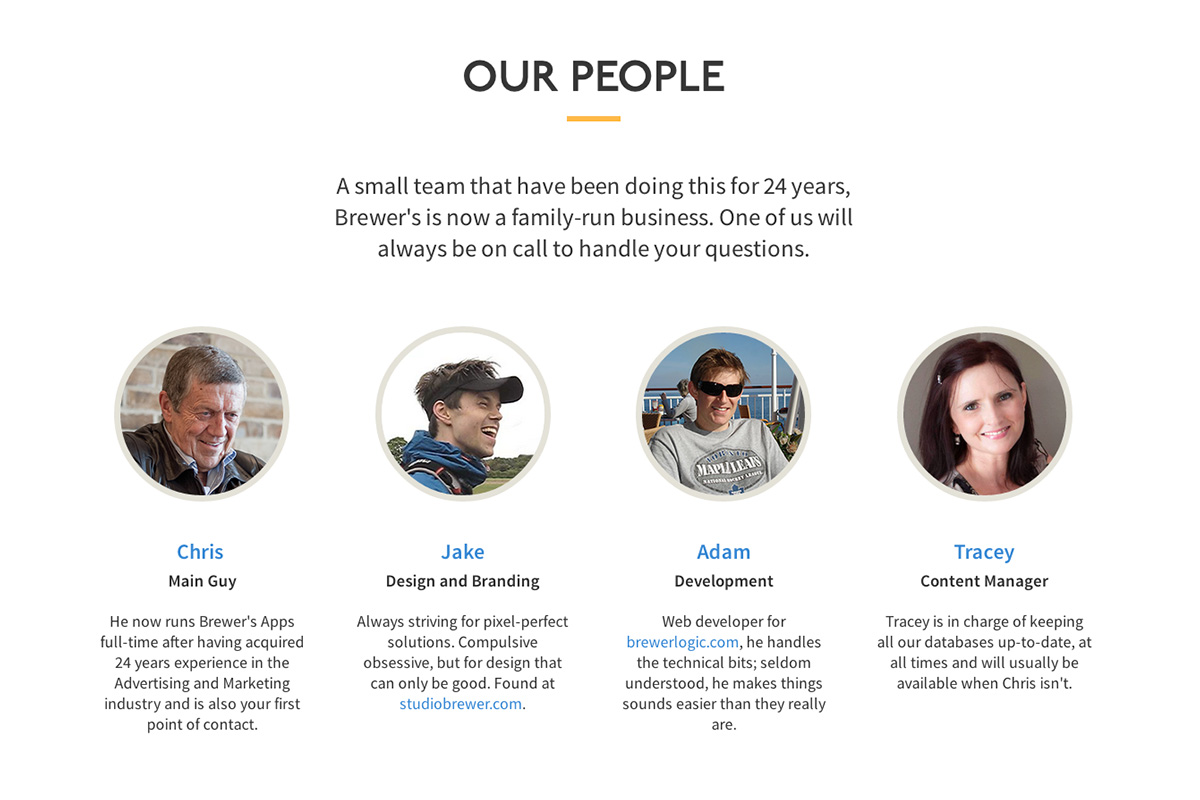 OUR PEOPLE
A small team that have been doing this for 24 years,
Brewer's is now a family-run business. One of us will
always be on call to handle your questions.
MAPLE LEAFS
NATIONAL HOCKEY LEAGUE
Chris
Main Guy
He now runs Brewer's Apps
full-time after having acquired
24 years experience in the
Advertising and Marketing
industry and is also your first
point of contact.
Jake
Design and Branding
Always striving for pixel-perfect
solutions. Compulsive
obsessive, but for design that
can only be good. Found at
studiobrewer.com.
Adam
Development
Web developer for
brewerlogic.com, he handles
the technical bits; seldom
understood, he makes things
sounds easier than they really
are.
Tracey
Content Manager
Tracey is in charge of keeping
all our databases up-to-date, at
all times and will usually be
available when Chris isn't.